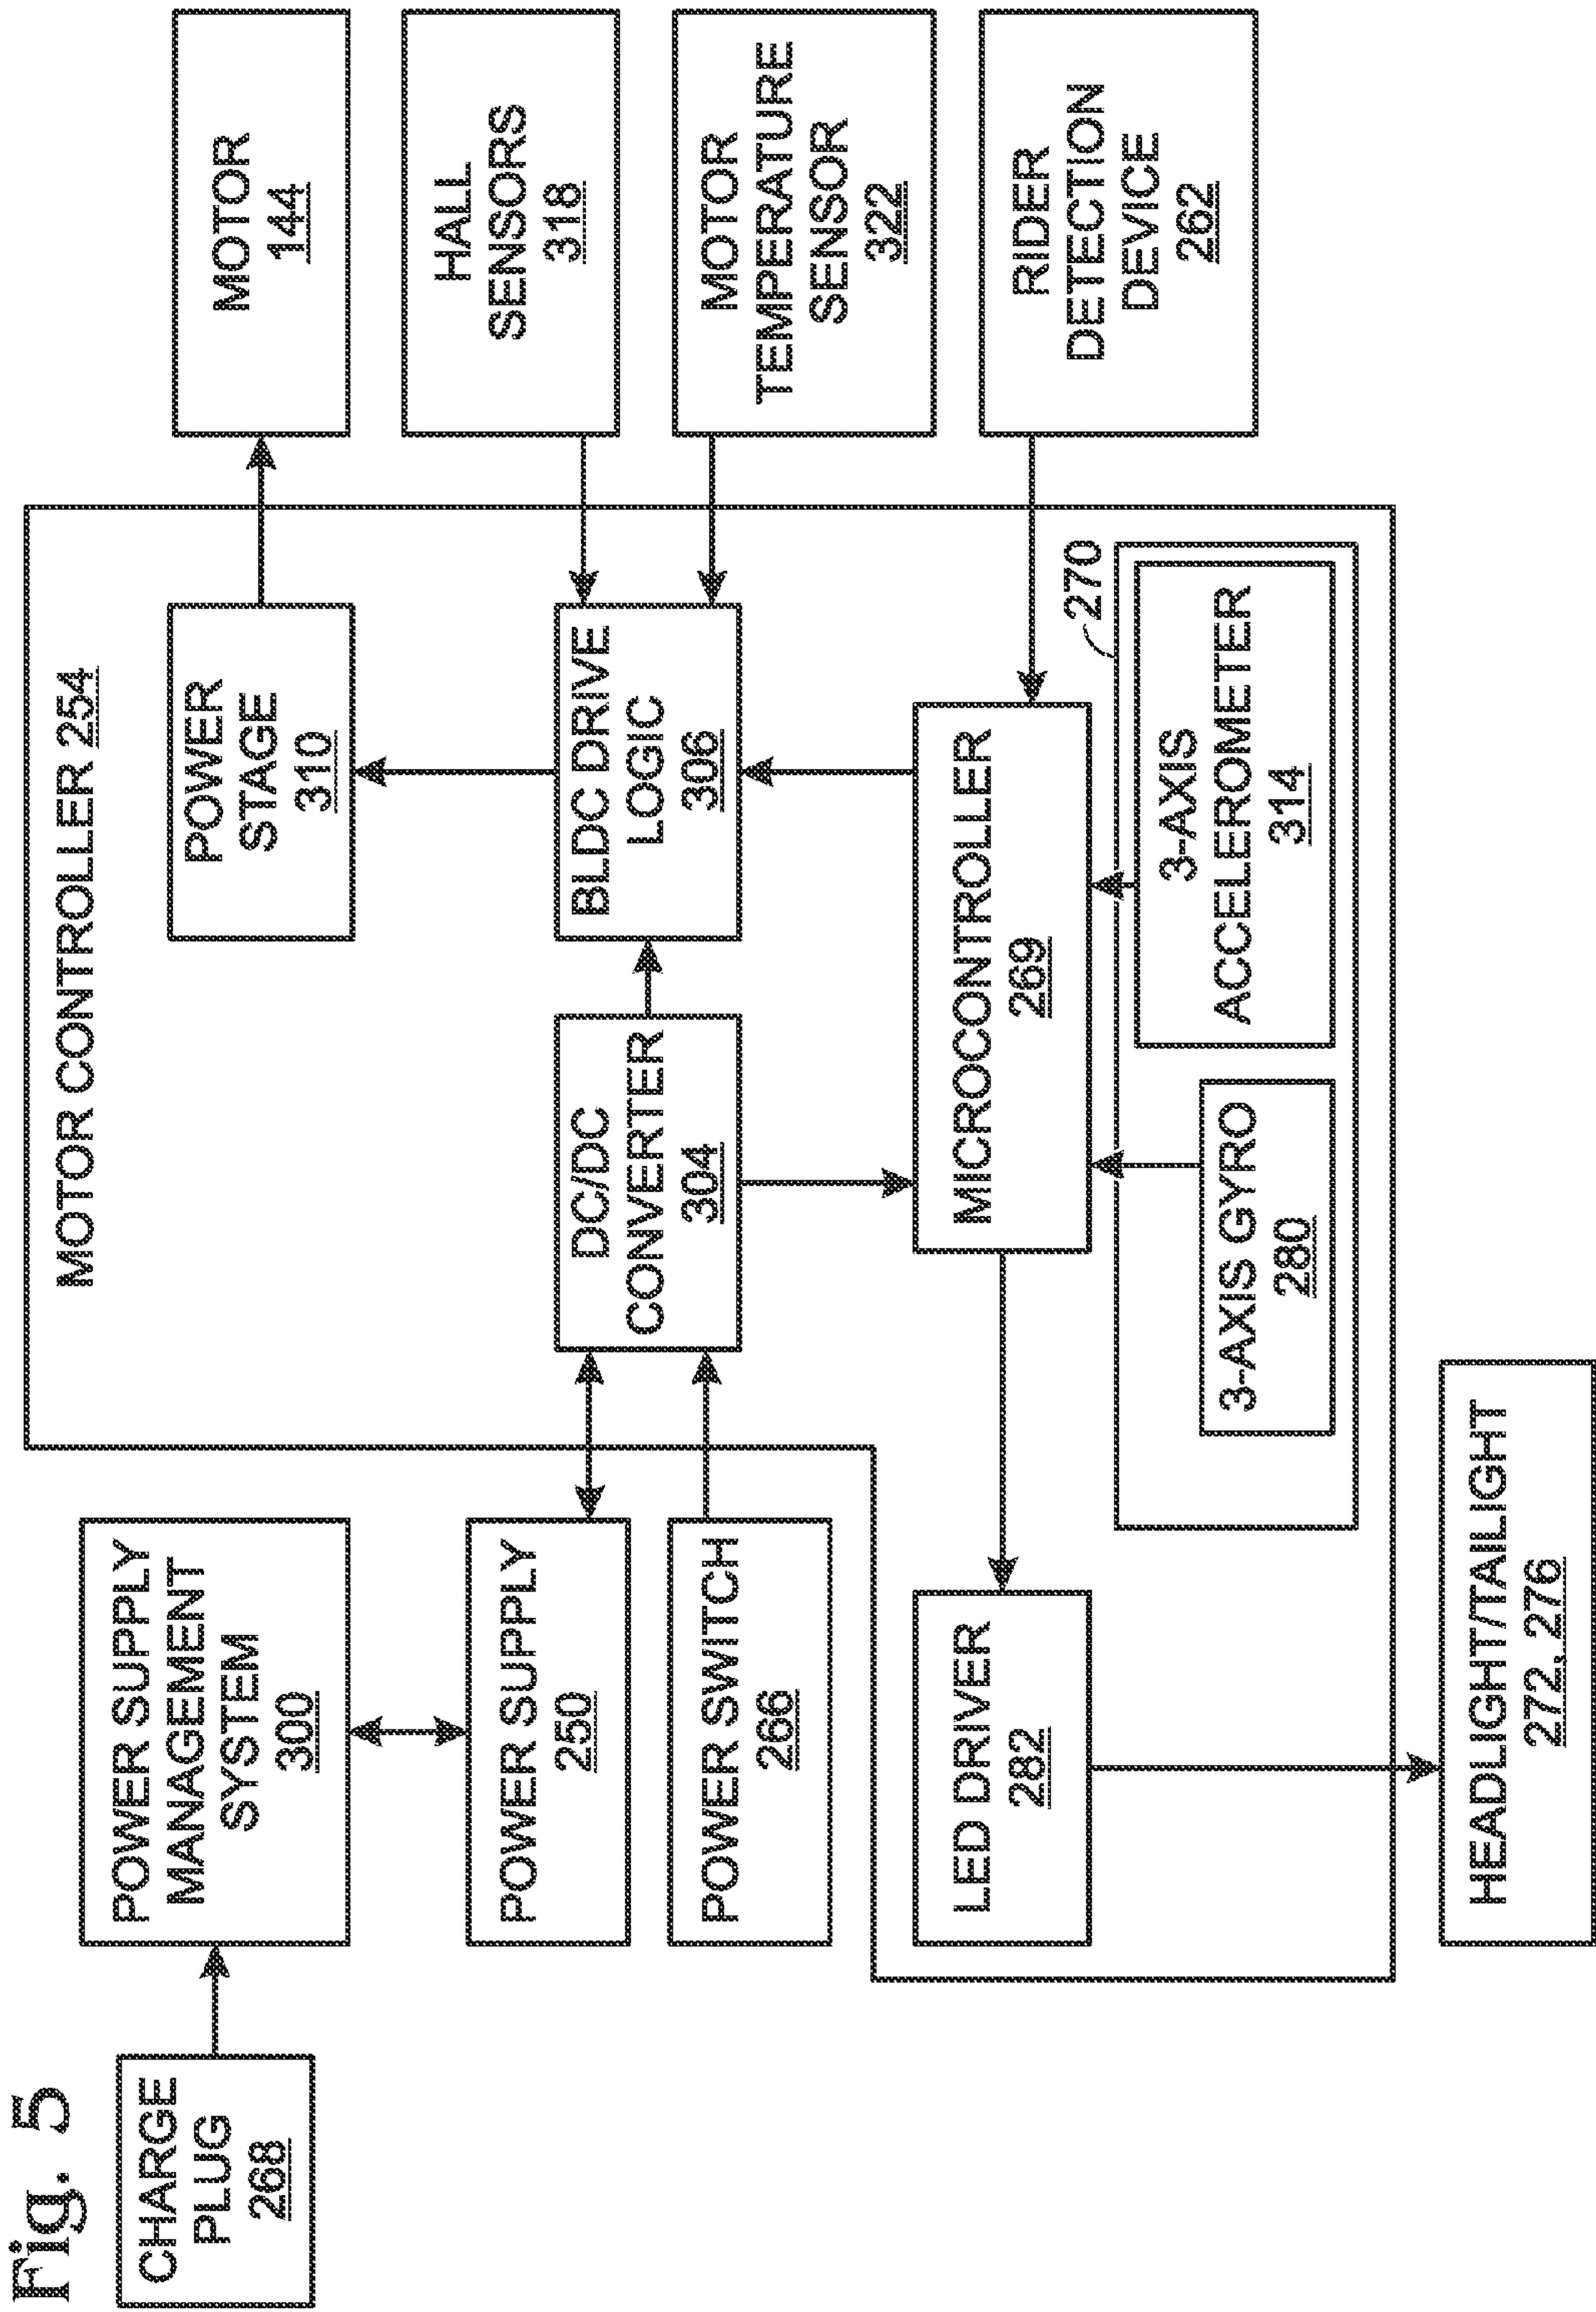 Fig. 5
CHARGE
PLUG
268
POWER SUPPLY
MANAGEMENT
SYSTEM
300
POWER SUPPLY
250
POWER SWITCH
266
MOTOR CONTROLLER 254
DC/DC
CONVERTER
304
POWER
STAGE
310
BLDC DRIVE
LOGIC
306
MICROCONTROLLER
269
LED DRIVER
282
270
3-AXIS GYRO
280
3-AXIS
ACCELEROMETER
314
HEADLIGHT/TAILIGHT
272, 276
MOTOR
144
HALL
SENSORS
318
MOTOR
TEMPERATURE
SENSOR
322
RIDER
DETECTION
DEVICE
262